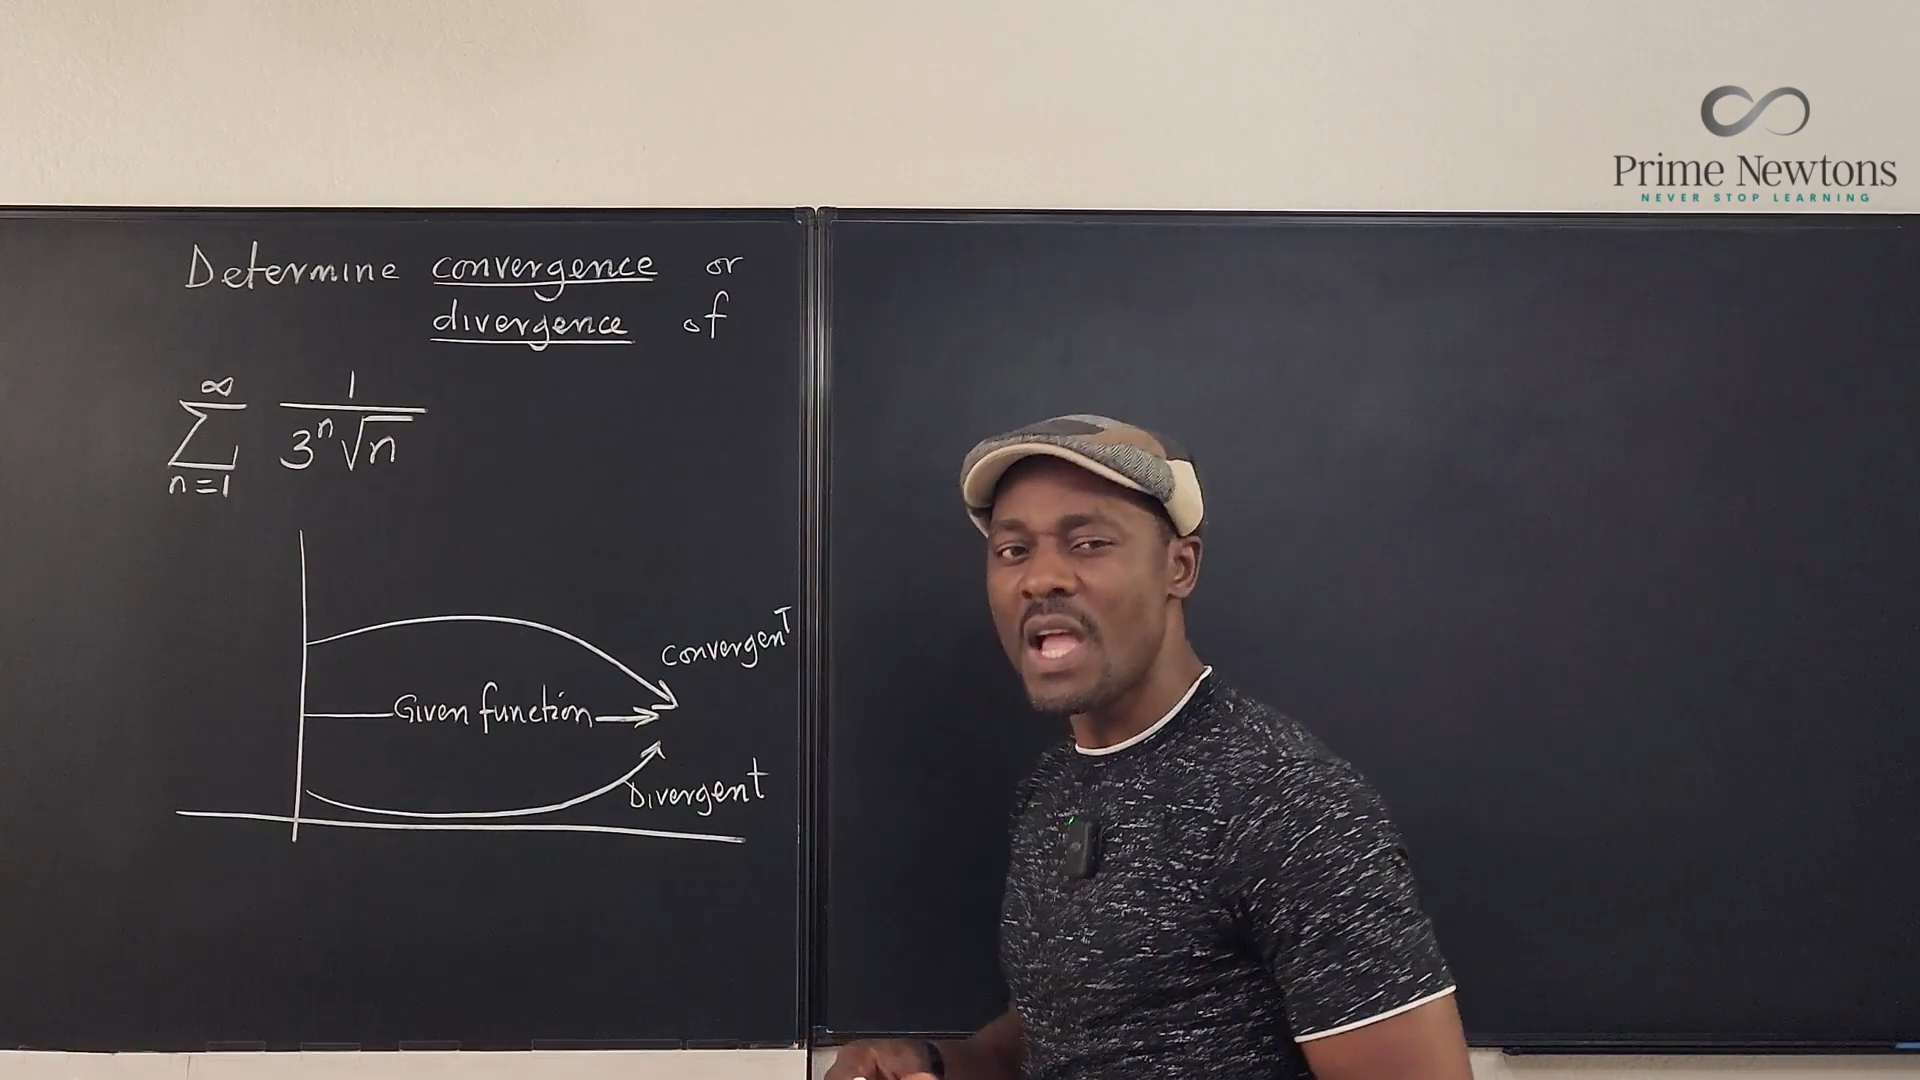 Prime Newtons
NEVER STOP LEARNING
Determine convergence or
divergence of
∞
∑ 1/(3ⁿ√n)
n=1
convergenT
Given function
Divergent